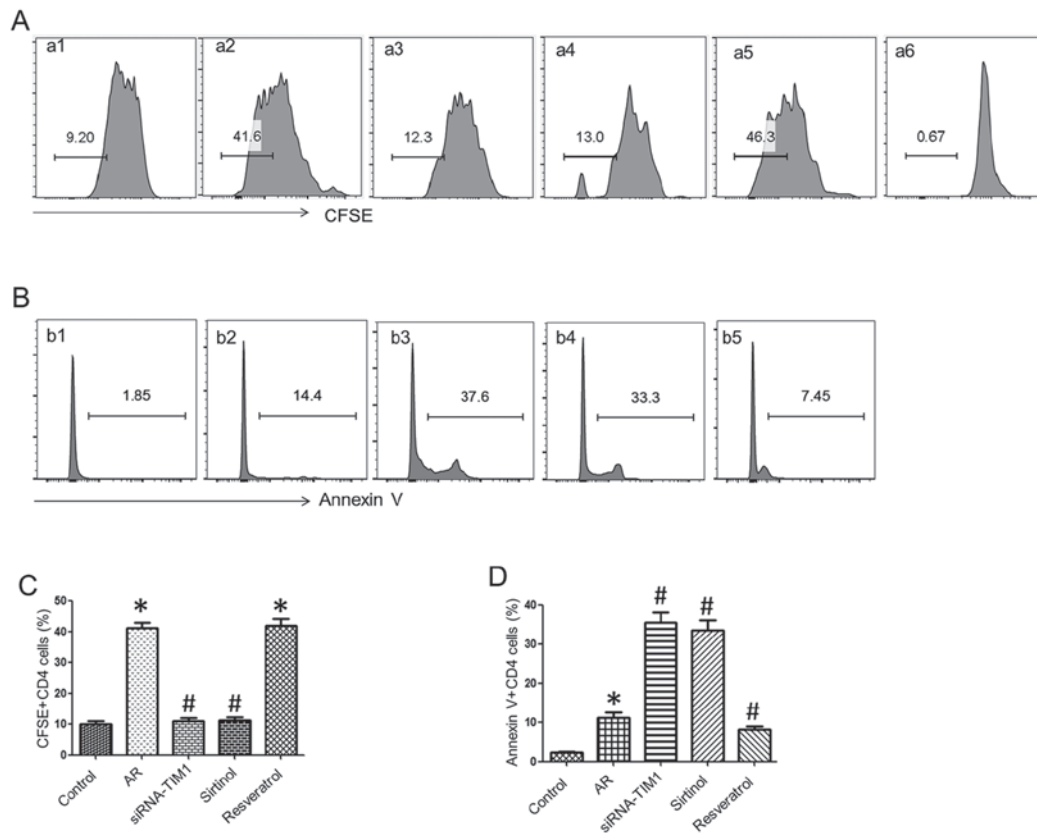 A
a1 a2 a3 a4 a5 a6
9.20 41.6 12.3 13.0 46.3 0.67
CFSE
B
b1 b2 b3 b4 b5
1.85 14.4 37.6 33.3 7.45
Annexin V
C
CFSE+CD4 cells (%)
50
40
30
20
10
0
* # # *
Control AR siRNA-TIM1 Sirtinol Resveratrol
D
Annexin V+CD4 cells (%)
40
30
20
10
0
* # # #
Control AR siRNA-TIM1 Sirtinol Resveratrol